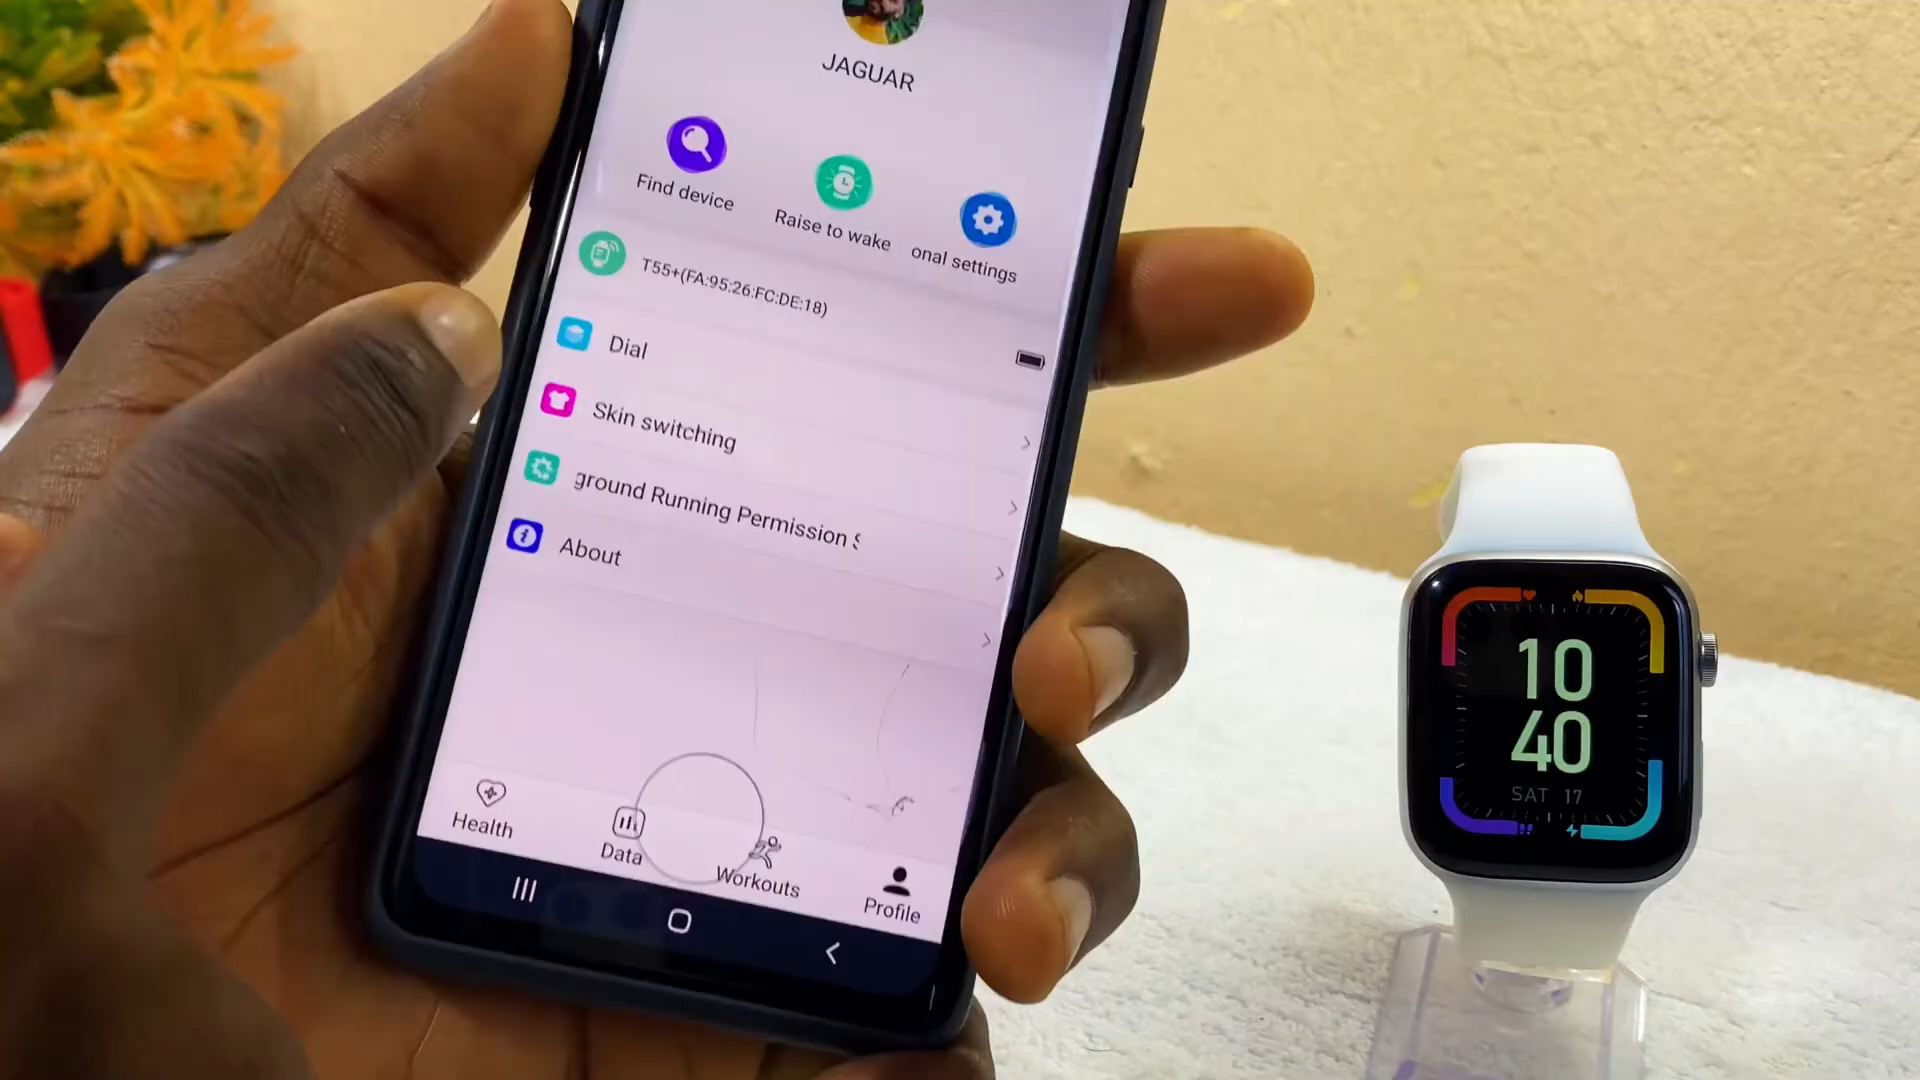 JAGUAR
Find device
Raise to wake
onal settings
T55+(FA:95:26:FC:DE:18)
Dial
Skin switching
ground Running Permission S
About
Health
Data
Workouts
Profile
10
40
SAT 17